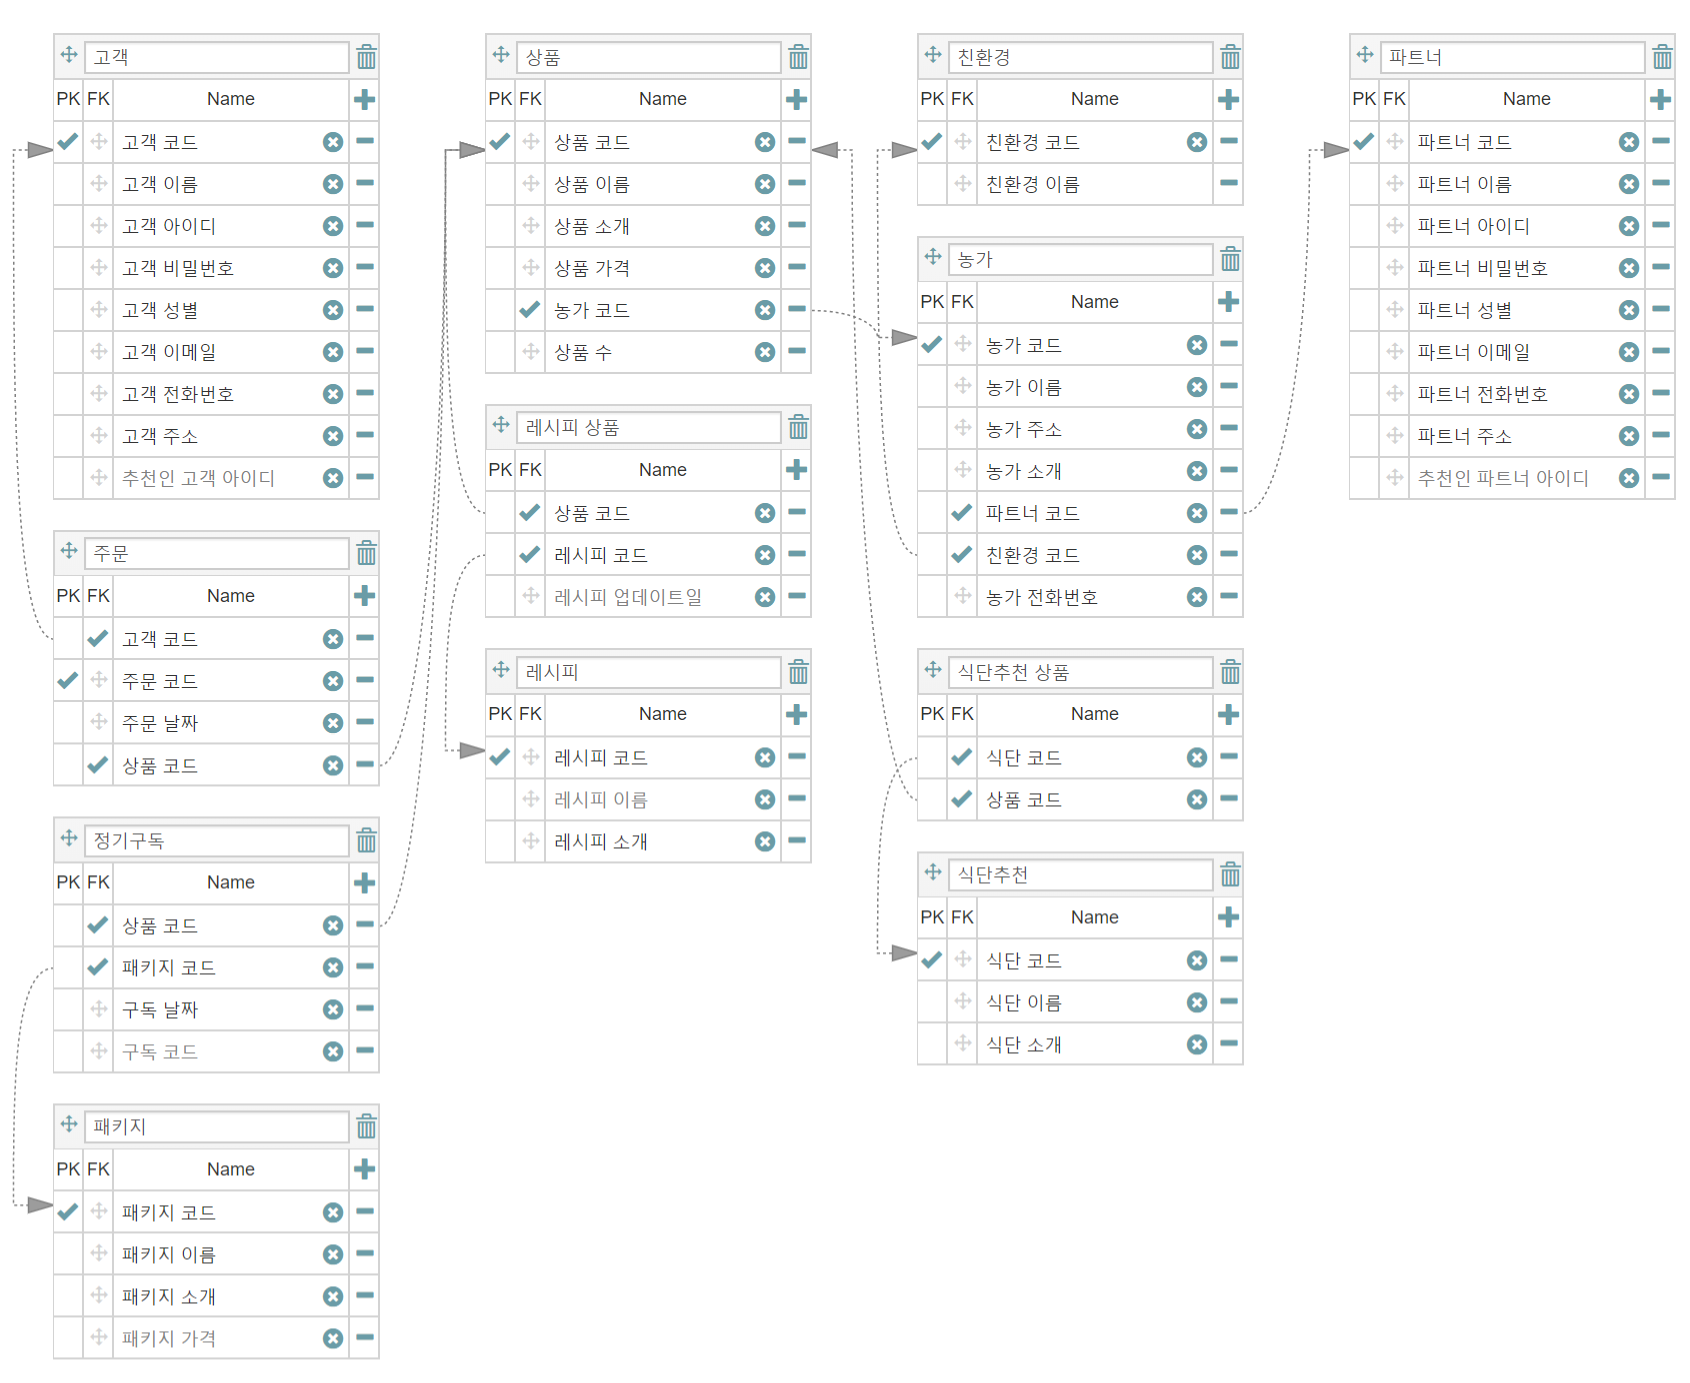 고객
PK FK Name
고객 코드
고객 이름
고객 아이디
고객 비밀번호
고객 성별
고객 이메일
고객 전화번호
고객 주소
추천인 고객 아이디
주문
PK FK Name
고객 코드
주문 코드
주문 날짜
상품 코드
정기구독
PK FK Name
상품 코드
패키지 코드
구독 날짜
구독 코드
패키지
PK FK Name
패키지 코드
패키지 이름
패키지 소개
패키지 가격
상품
PK FK Name
상품 코드
상품 이름
상품 소개
상품 가격
농가 코드
상품 수
레시피 상품
PK FK Name
상품 코드
레시피 코드
레시피 업데이트일
레시피
PK FK Name
레시피 코드
레시피 이름
레시피 소개
친환경
PK FK Name
친환경 코드
친환경 이름
농가
PK FK Name
농가 코드
농가 이름
농가 주소
농가 소개
파트너 코드
친환경 코드
농가 전화번호
식단추천 상품
PK FK Name
식단 코드
상품 코드
식단추천
PK FK Name
식단 코드
식단 이름
식단 소개
파트너
PK FK Name
파트너 코드
파트너 이름
파트너 아이디
파트너 비밀번호
파트너 성별
파트너 이메일
파트너 전화번호
파트너 주소
추천인 파트너 아이디